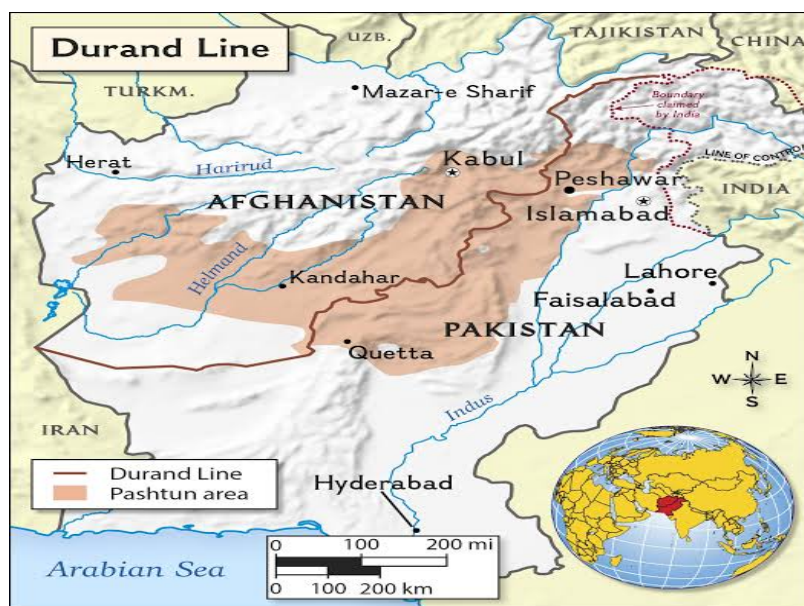 Durand Line
UZB.
TAJIKISTAN
CHINA
TURKM.
Mazar-e Sharif
Boundary
claimed
by India
LINE OF CONTROL
Herat
Harirud
Kabul
Peshawar
INDIA
AFGHANISTAN
Islamabad
Helmand
Kandahar
Lahore
Faisalabad
PAKISTAN
Quetta
N
W E
S
Indus
IRAN
Durand Line
Pashtun area
Hyderabad
0 100 200 mi
0 100 200 km
Arabian Sea